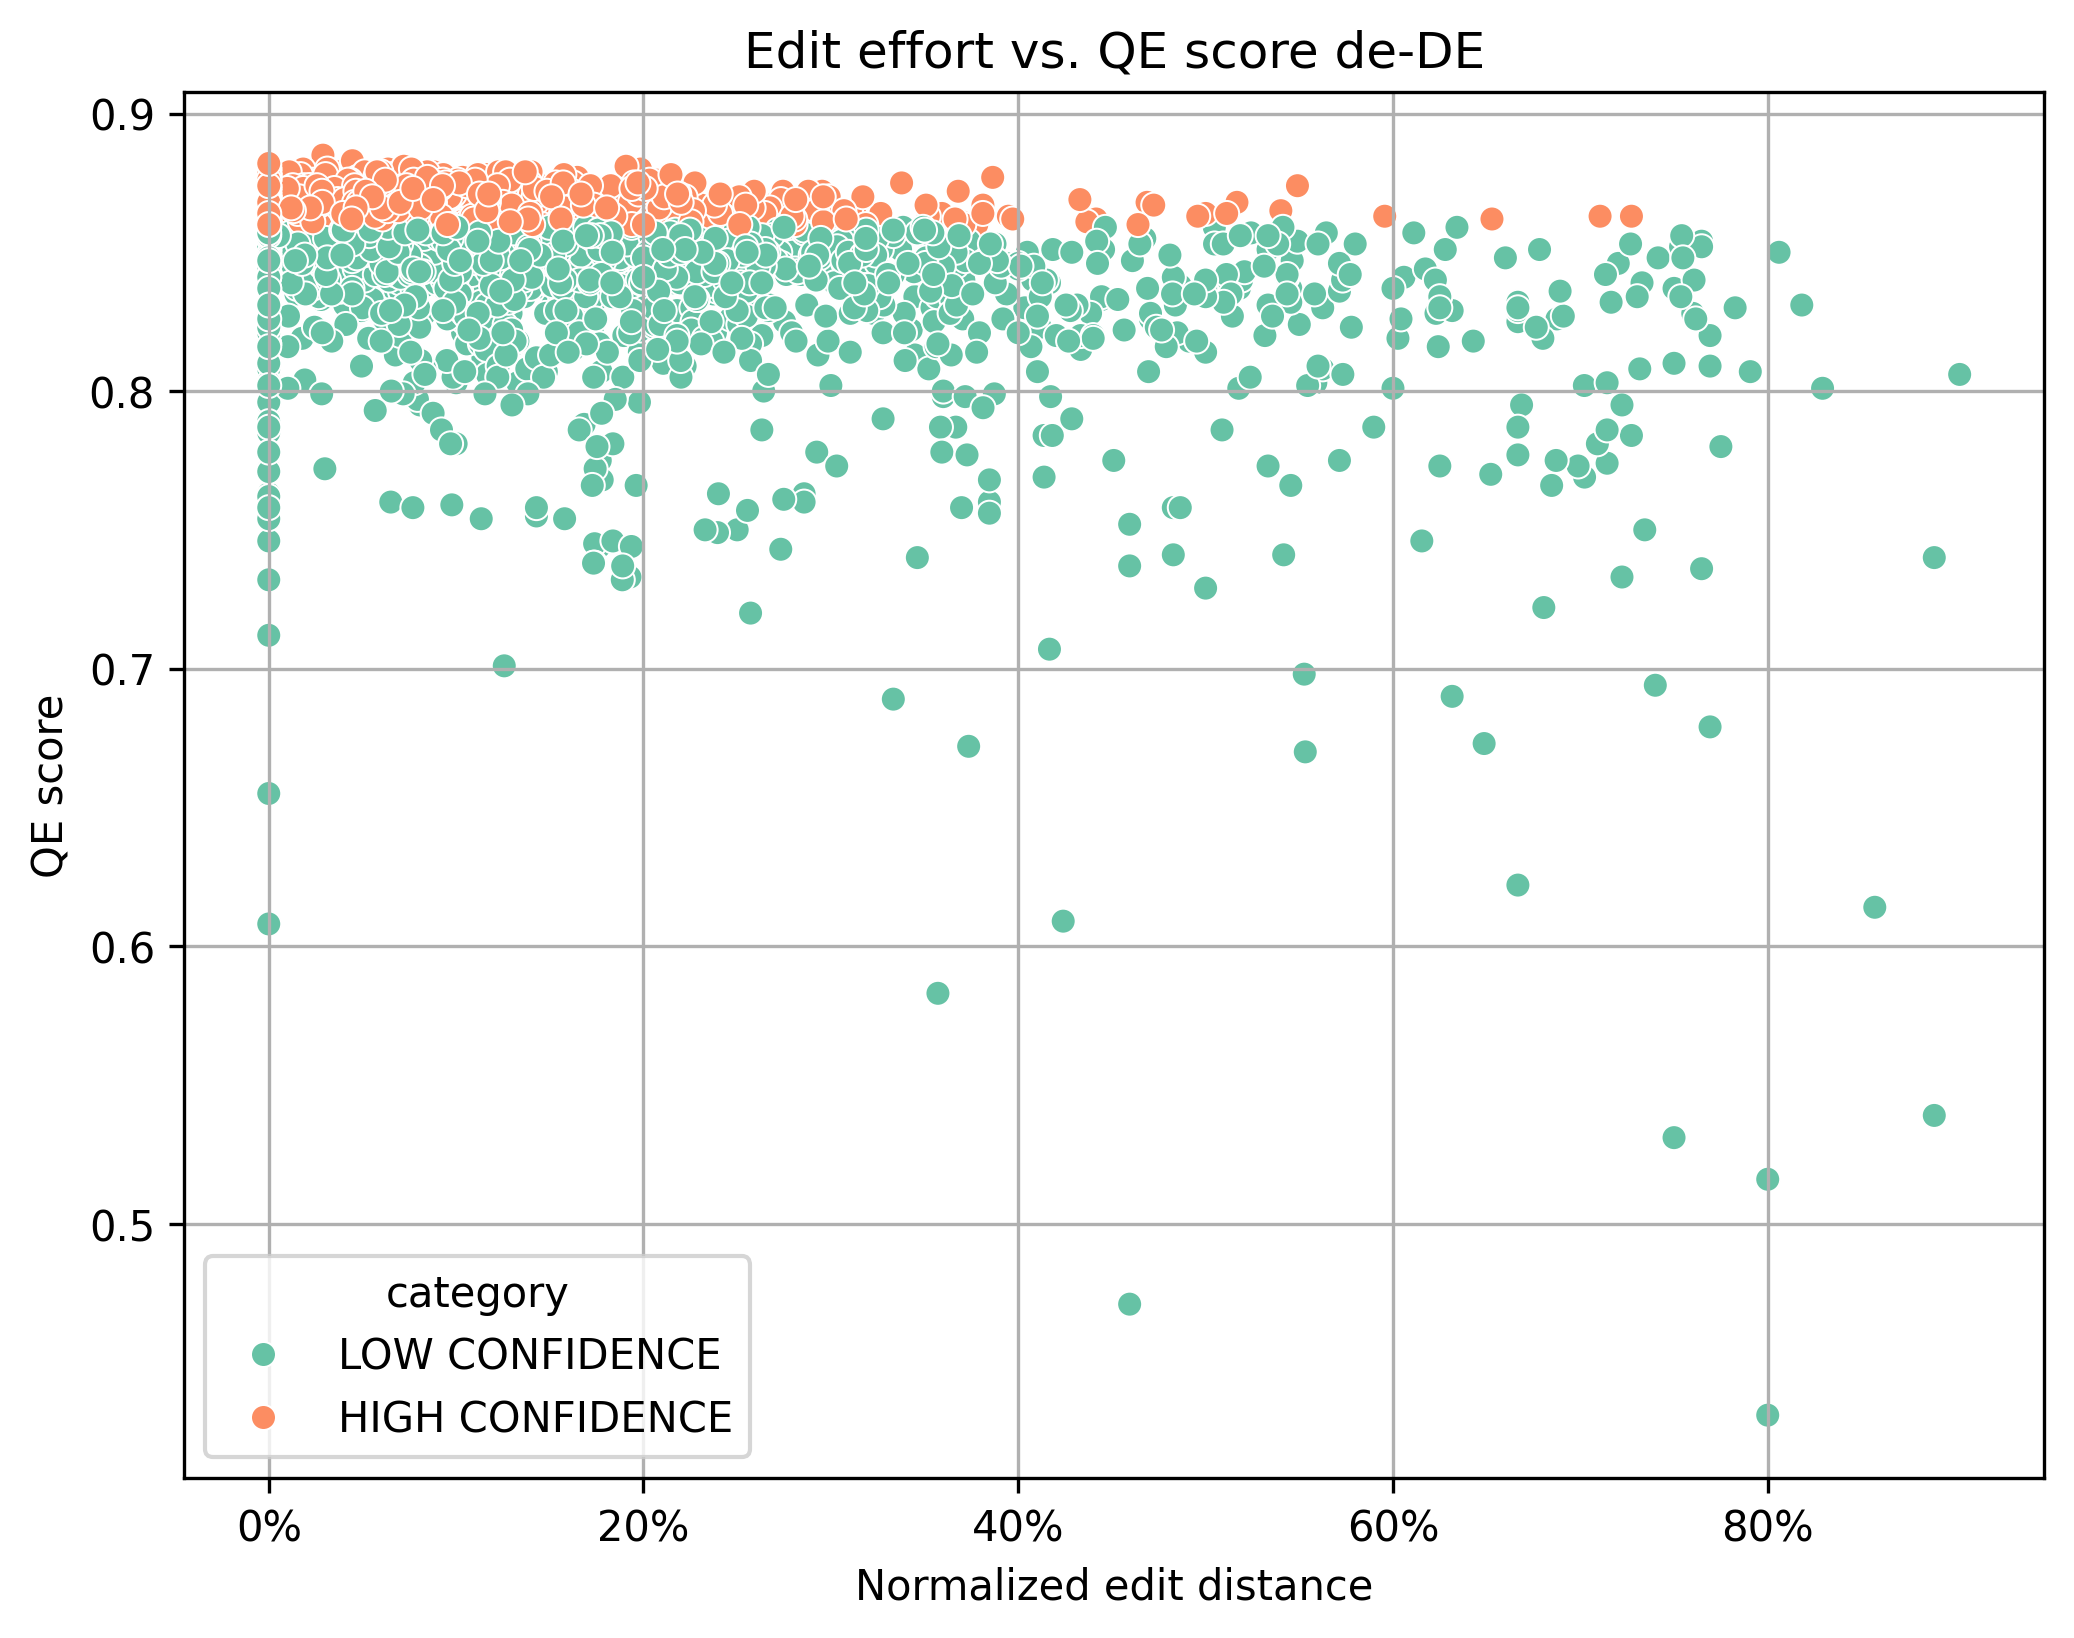 Edit effort vs. QE score de-DE
0.9
0.8
0.7
0.6
0.5
QE score
category
LOW CONFIDENCE
HIGH CONFIDENCE
0% 20% 40% 60% 80%
Normalized edit distance